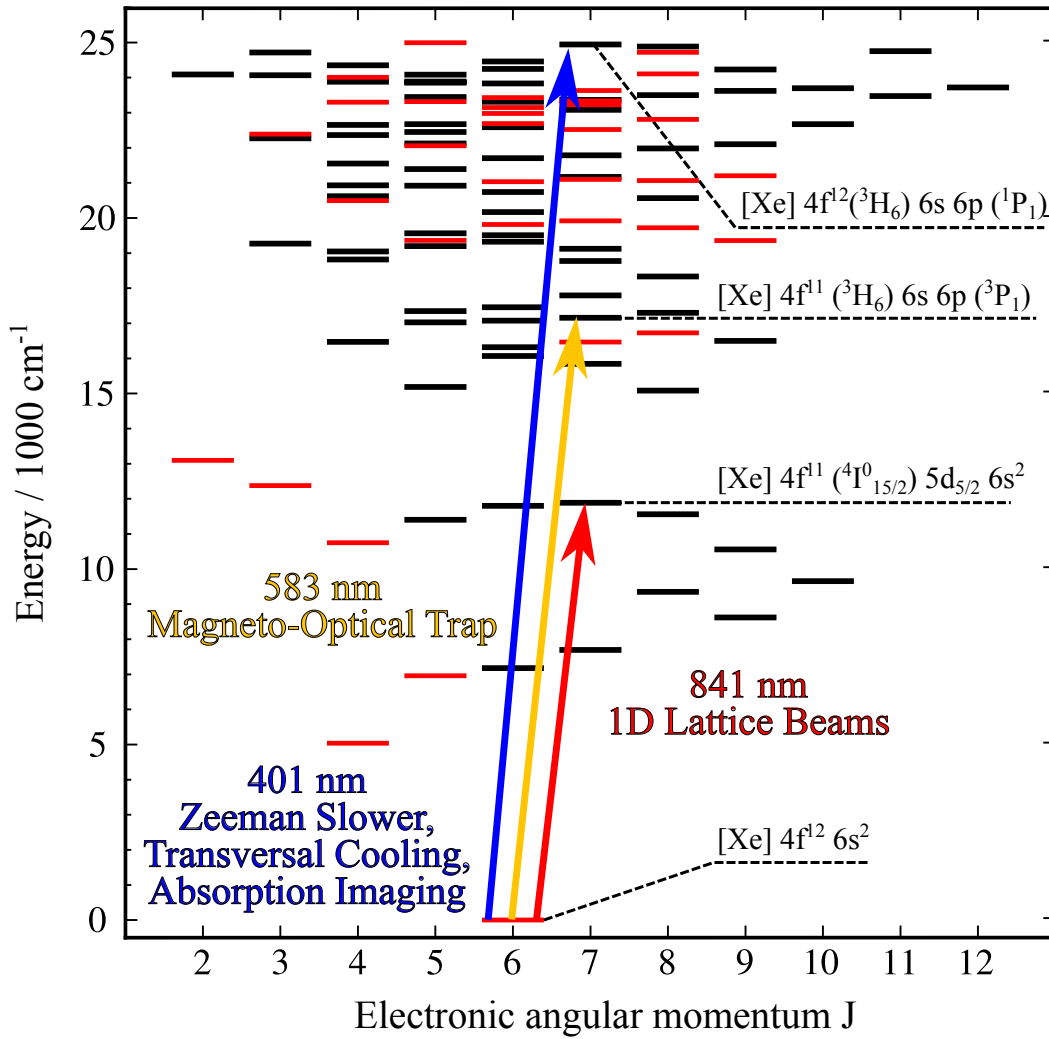 25
20
15
10
5
0
Energy / 1000 cm⁻¹
[Xe] 4f¹²(³H₆) 6s 6p (¹P₁)
[Xe] 4f¹¹ (³H₆) 6s 6p (³P₁)
[Xe] 4f¹¹ (⁴I⁰₁₅/₂) 5d₅/₂ 6s²
583 nm
Magneto-Optical Trap
841 nm
1D Lattice Beams
401 nm
Zeeman Slower,
Transversal Cooling,
Absorption Imaging
[Xe] 4f¹² 6s²
2 3 4 5 6 7 8 9 10 11 12
Electronic angular momentum J